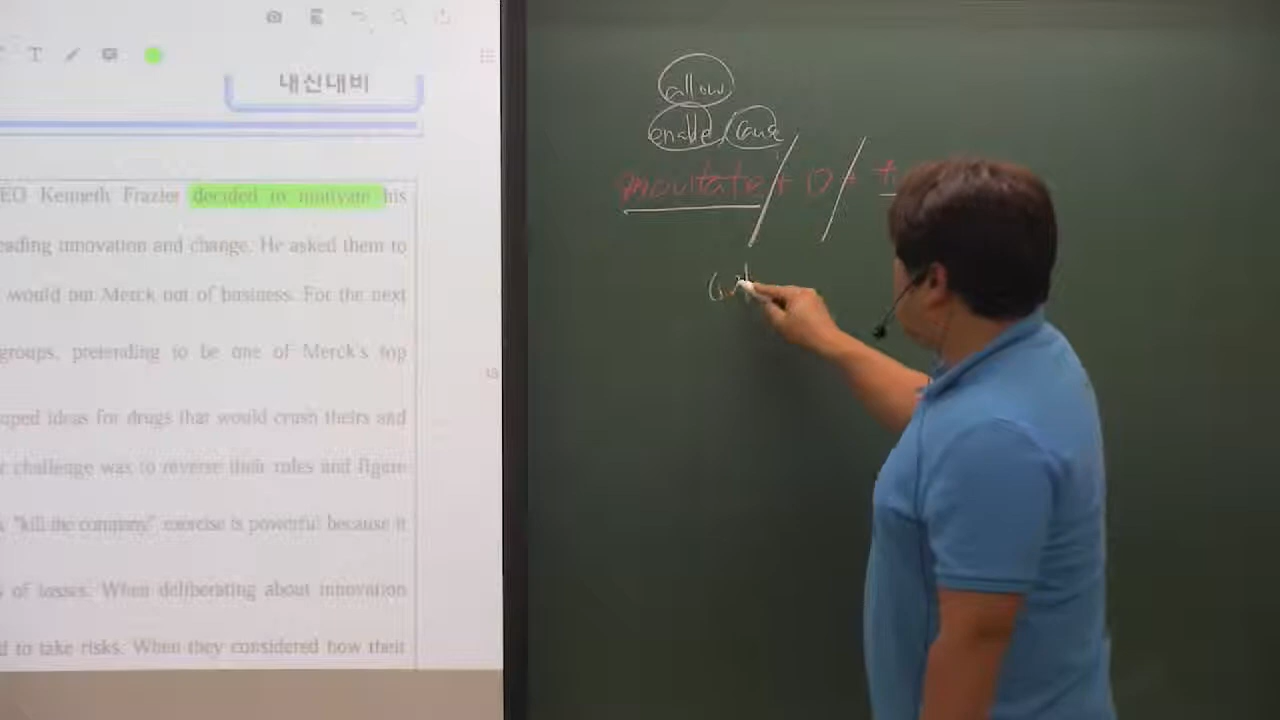 T
내신대비
EO Kenneth Frazier decided to motivate his
eading innovation and change. He asked them to
would put Merck out of business. For the next
groups, pretending to be one of Merck's top
oped ideas for drugs that would crush theirs and
r challenge was to reverse their roles and figure
"kill the company" exercise is powerful because it
s of losses. When deliberating about innovation
d to take risks. When they considered how their
allow
enable, cause
movitate + O + t